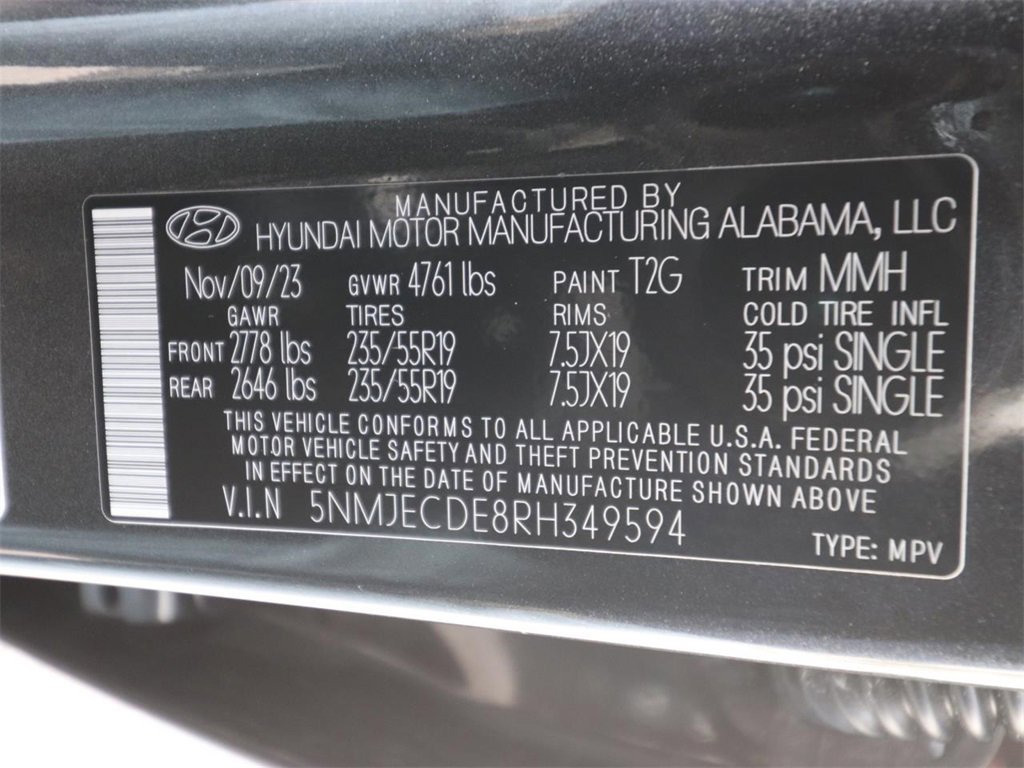 MANUFACTURED BY
HYUNDAI MOTOR MANUFACTURING ALABAMA, LLC
Nov/09/23 GVWR 4761 lbs PAINT T2G TRIM MMH
GAWR TIRES RIMS COLD TIRE INFL
FRONT 2778 lbs 235/55R19 7.5JX19 35 psi SINGLE
REAR 2646 lbs 235/55R19 7.5JX19 35 psi SINGLE
THIS VEHICLE CONFORMS TO ALL APPLICABLE U.S.A. FEDERAL
MOTOR VEHICLE SAFETY AND THEFT PREVENTION STANDARDS
IN EFFECT ON THE DATE OF MANUFACTURE SHOWN ABOVE
V.I.N 5NMJECDE8RH349594
TYPE: MPV